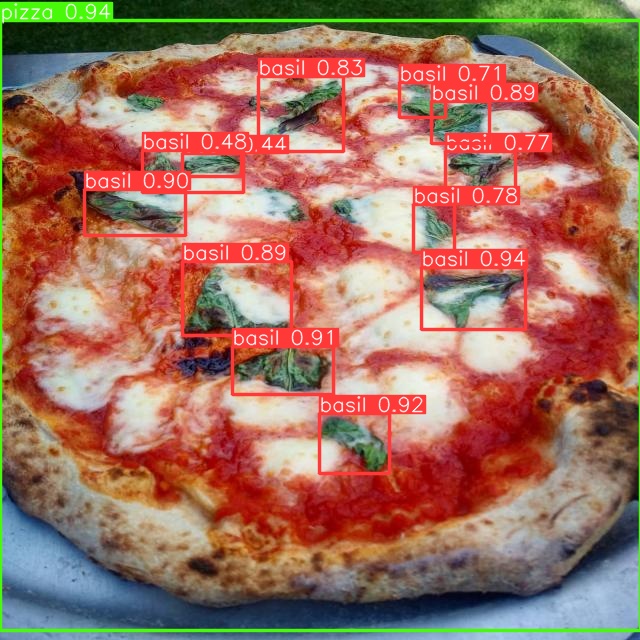 pizza 0.94
basil 0.83
basil 0.71
basil 0.89
basil 0.48
.44
basil 0.77
basil 0.90
basil 0.78
basil 0.89
basil 0.94
basil 0.91
basil 0.92